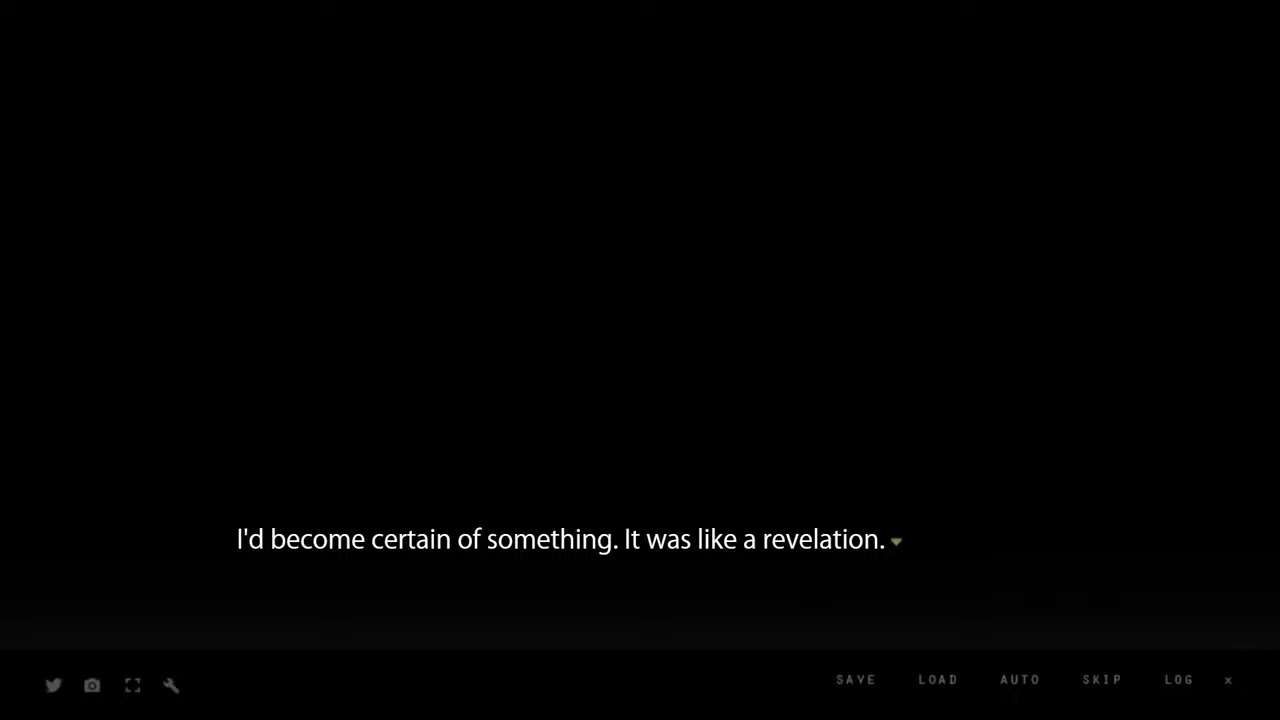 I'd become certain of something. It was like a revelation.
SAVE LOAD AUTO SKIP LOG ×